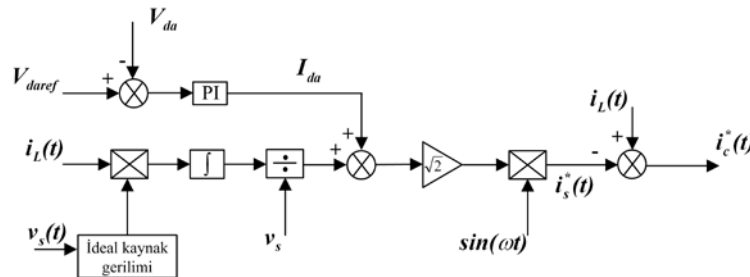 V_da
-
V_daref
+
PI
I_da
+
i_L(t)
∫
÷
+
√2
i_L(t)
+
-
i_s^*(t)
i_c^*(t)
v_s(t)
İdeal kaynak
gerilimi
v_s
sin(ωt)